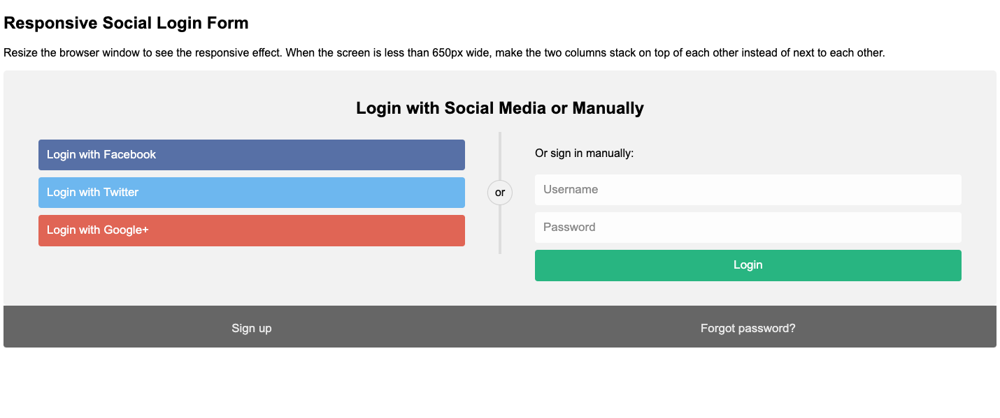 Responsive Social Login Form
Resize the browser window to see the responsive effect. When the screen is less than 650px wide, make the two columns stack on top of each other instead of next to each other.
Login with Social Media or Manually
Login with Facebook
Login with Twitter
Login with Google+
or
Or sign in manually:
Username
Password
Login
Sign up
Forgot password?